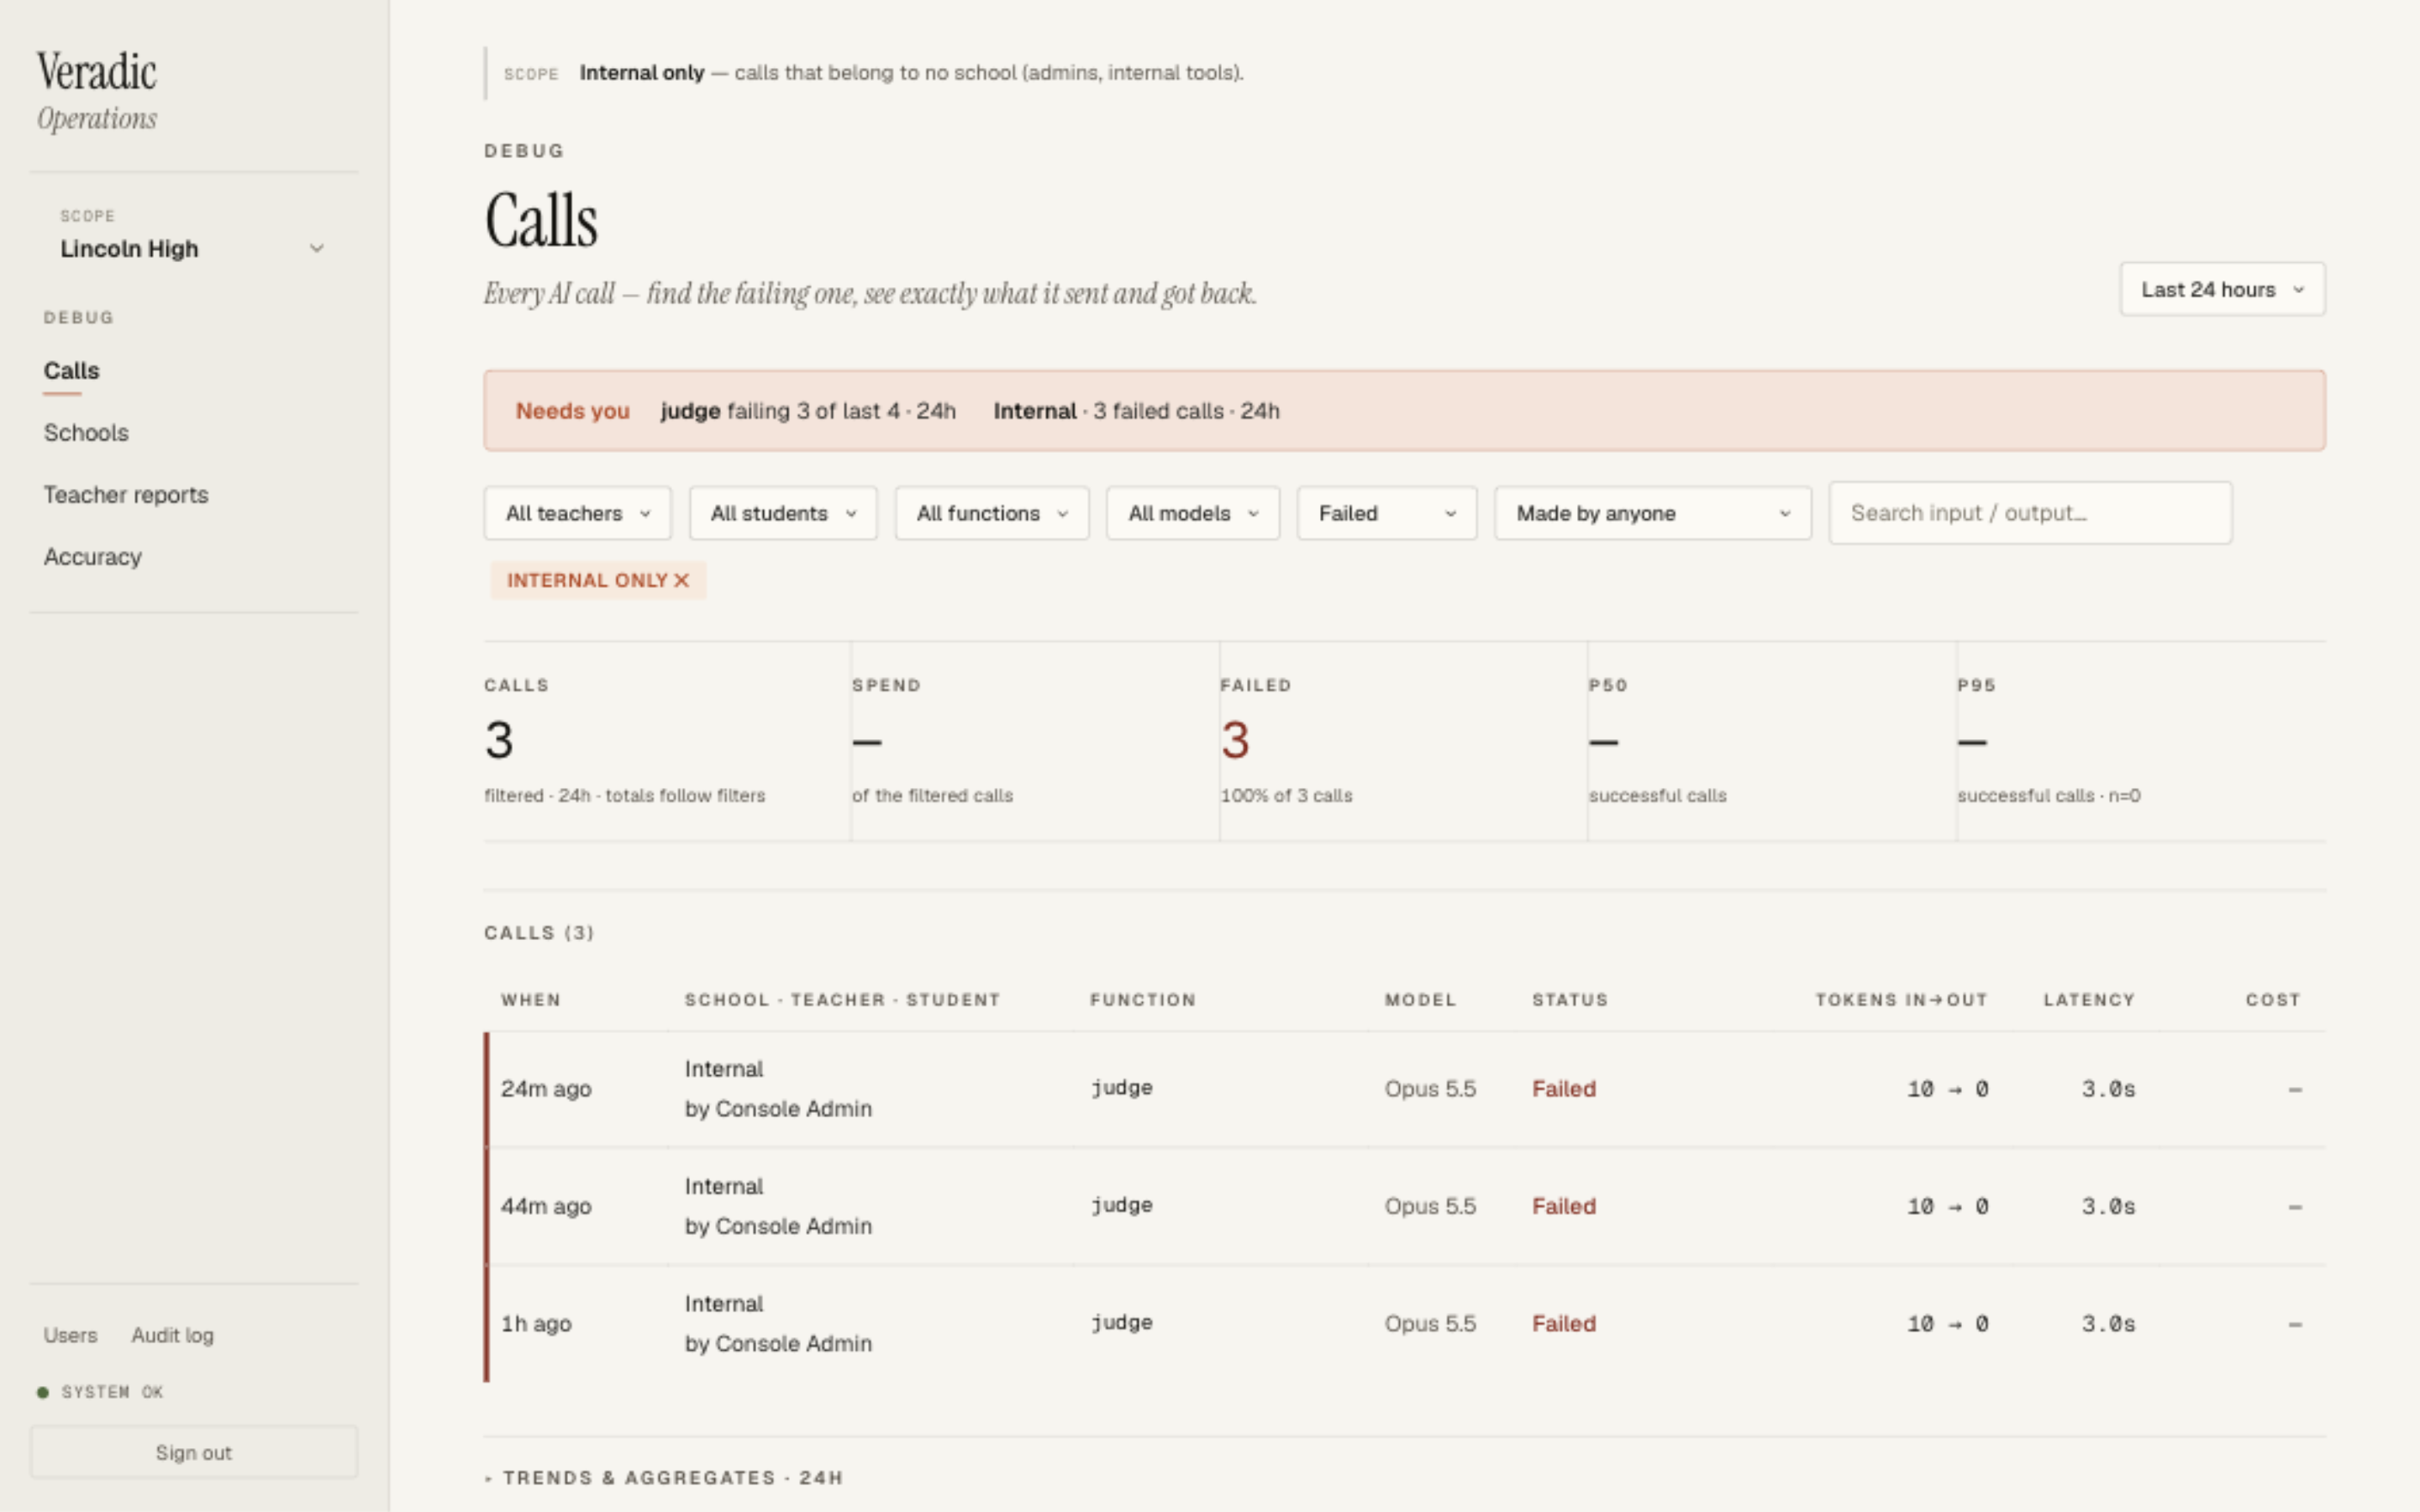 Veradic
Operations
SCOPE
Lincoln High
DEBUG
Calls
Schools
Teacher reports
Accuracy
Users Audit log
SYSTEM OK
Sign out
SCOPE Internal only — calls that belong to no school (admins, internal tools).
DEBUG
Calls
Every AI call — find the failing one, see exactly what it sent and got back.
Last 24 hours
Needs you judge failing 3 of last 4 · 24h Internal · 3 failed calls · 24h
All teachers All students All functions All models Failed Made by anyone Search input / output…
INTERNAL ONLY ✕
CALLS SPEND FAILED P50 P95
3 — 3 — —
filtered · 24h · totals follow filters of the filtered calls 100% of 3 calls successful calls successful calls · n=0
CALLS (3)
WHEN SCHOOL · TEACHER · STUDENT FUNCTION MODEL STATUS TOKENS IN→OUT LATENCY COST
Internal
24m ago judge Opus 5.5 Failed 10 → 0 3.0s —
by Console Admin
Internal
44m ago judge Opus 5.5 Failed 10 → 0 3.0s —
by Console Admin
Internal
1h ago judge Opus 5.5 Failed 10 → 0 3.0s —
by Console Admin
▸ TRENDS & AGGREGATES · 24H